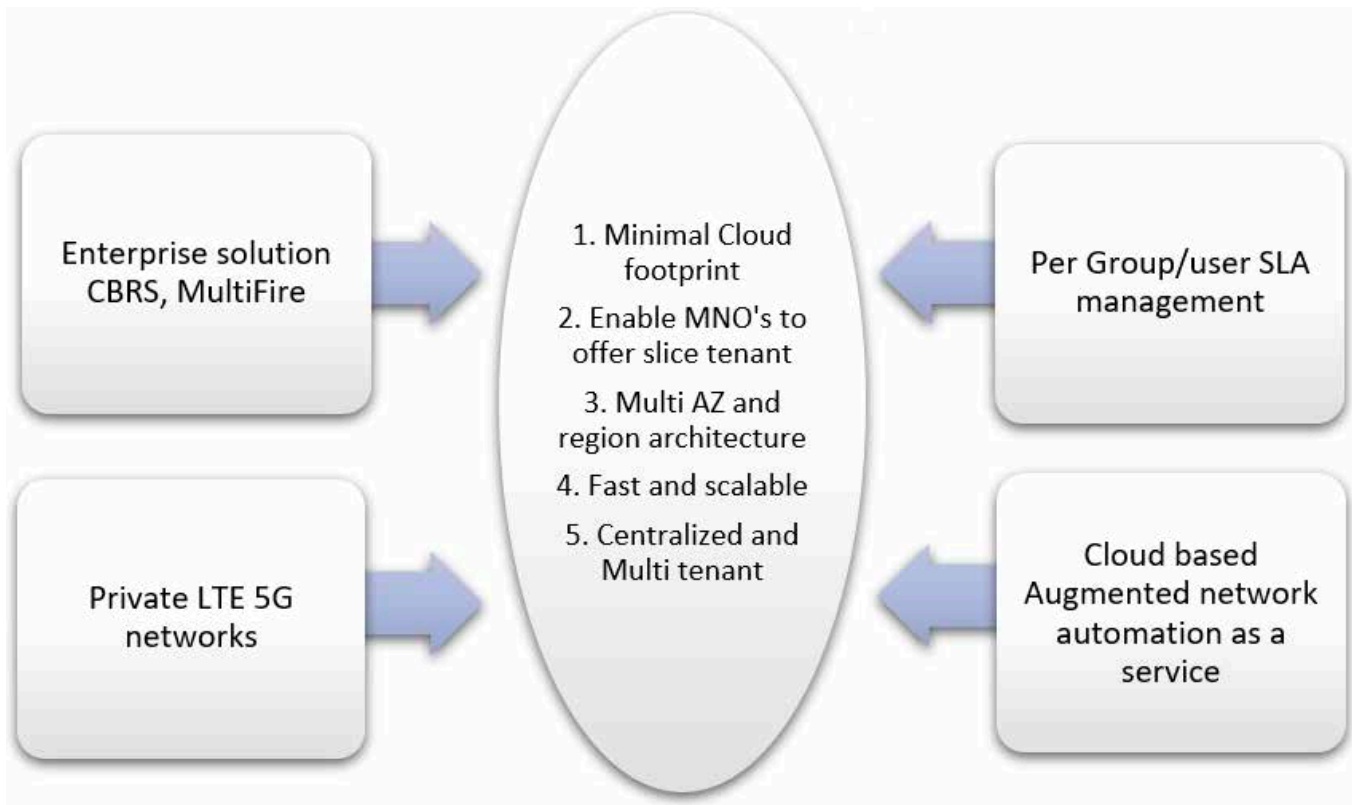 Enterprise solution
CBRS, MultiFire
Private LTE 5G
networks
1. Minimal Cloud
footprint
2. Enable MNO's to
offer slice tenant
3. Multi AZ and
region architecture
4. Fast and scalable
5. Centralized and
Multi tenant
Per Group/user SLA
management
Cloud based
Augmented network
automation as a
service